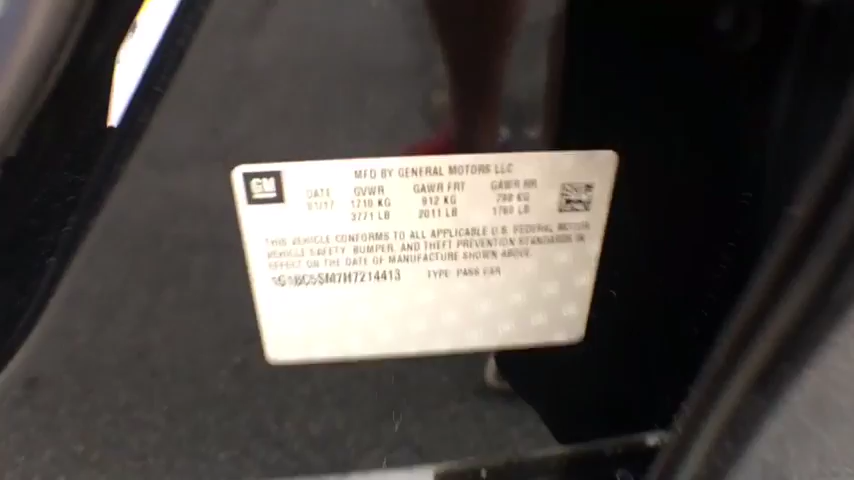 GM
MFD BY GENERAL MOTORS LLC
DATE GVWR GAWR FRT GAWR RR
01/17 1710 KG 912 KG 798 KG
3771 LB 2011 LB 1760 LB
THIS VEHICLE CONFORMS TO ALL APPLICABLE U.S. FEDERAL MOTOR
VEHICLE SAFETY, BUMPER, AND THEFT PREVENTION STANDARDS IN
EFFECT ON THE DATE OF MANUFACTURE SHOWN ABOVE.
TYPE: PASS CAR